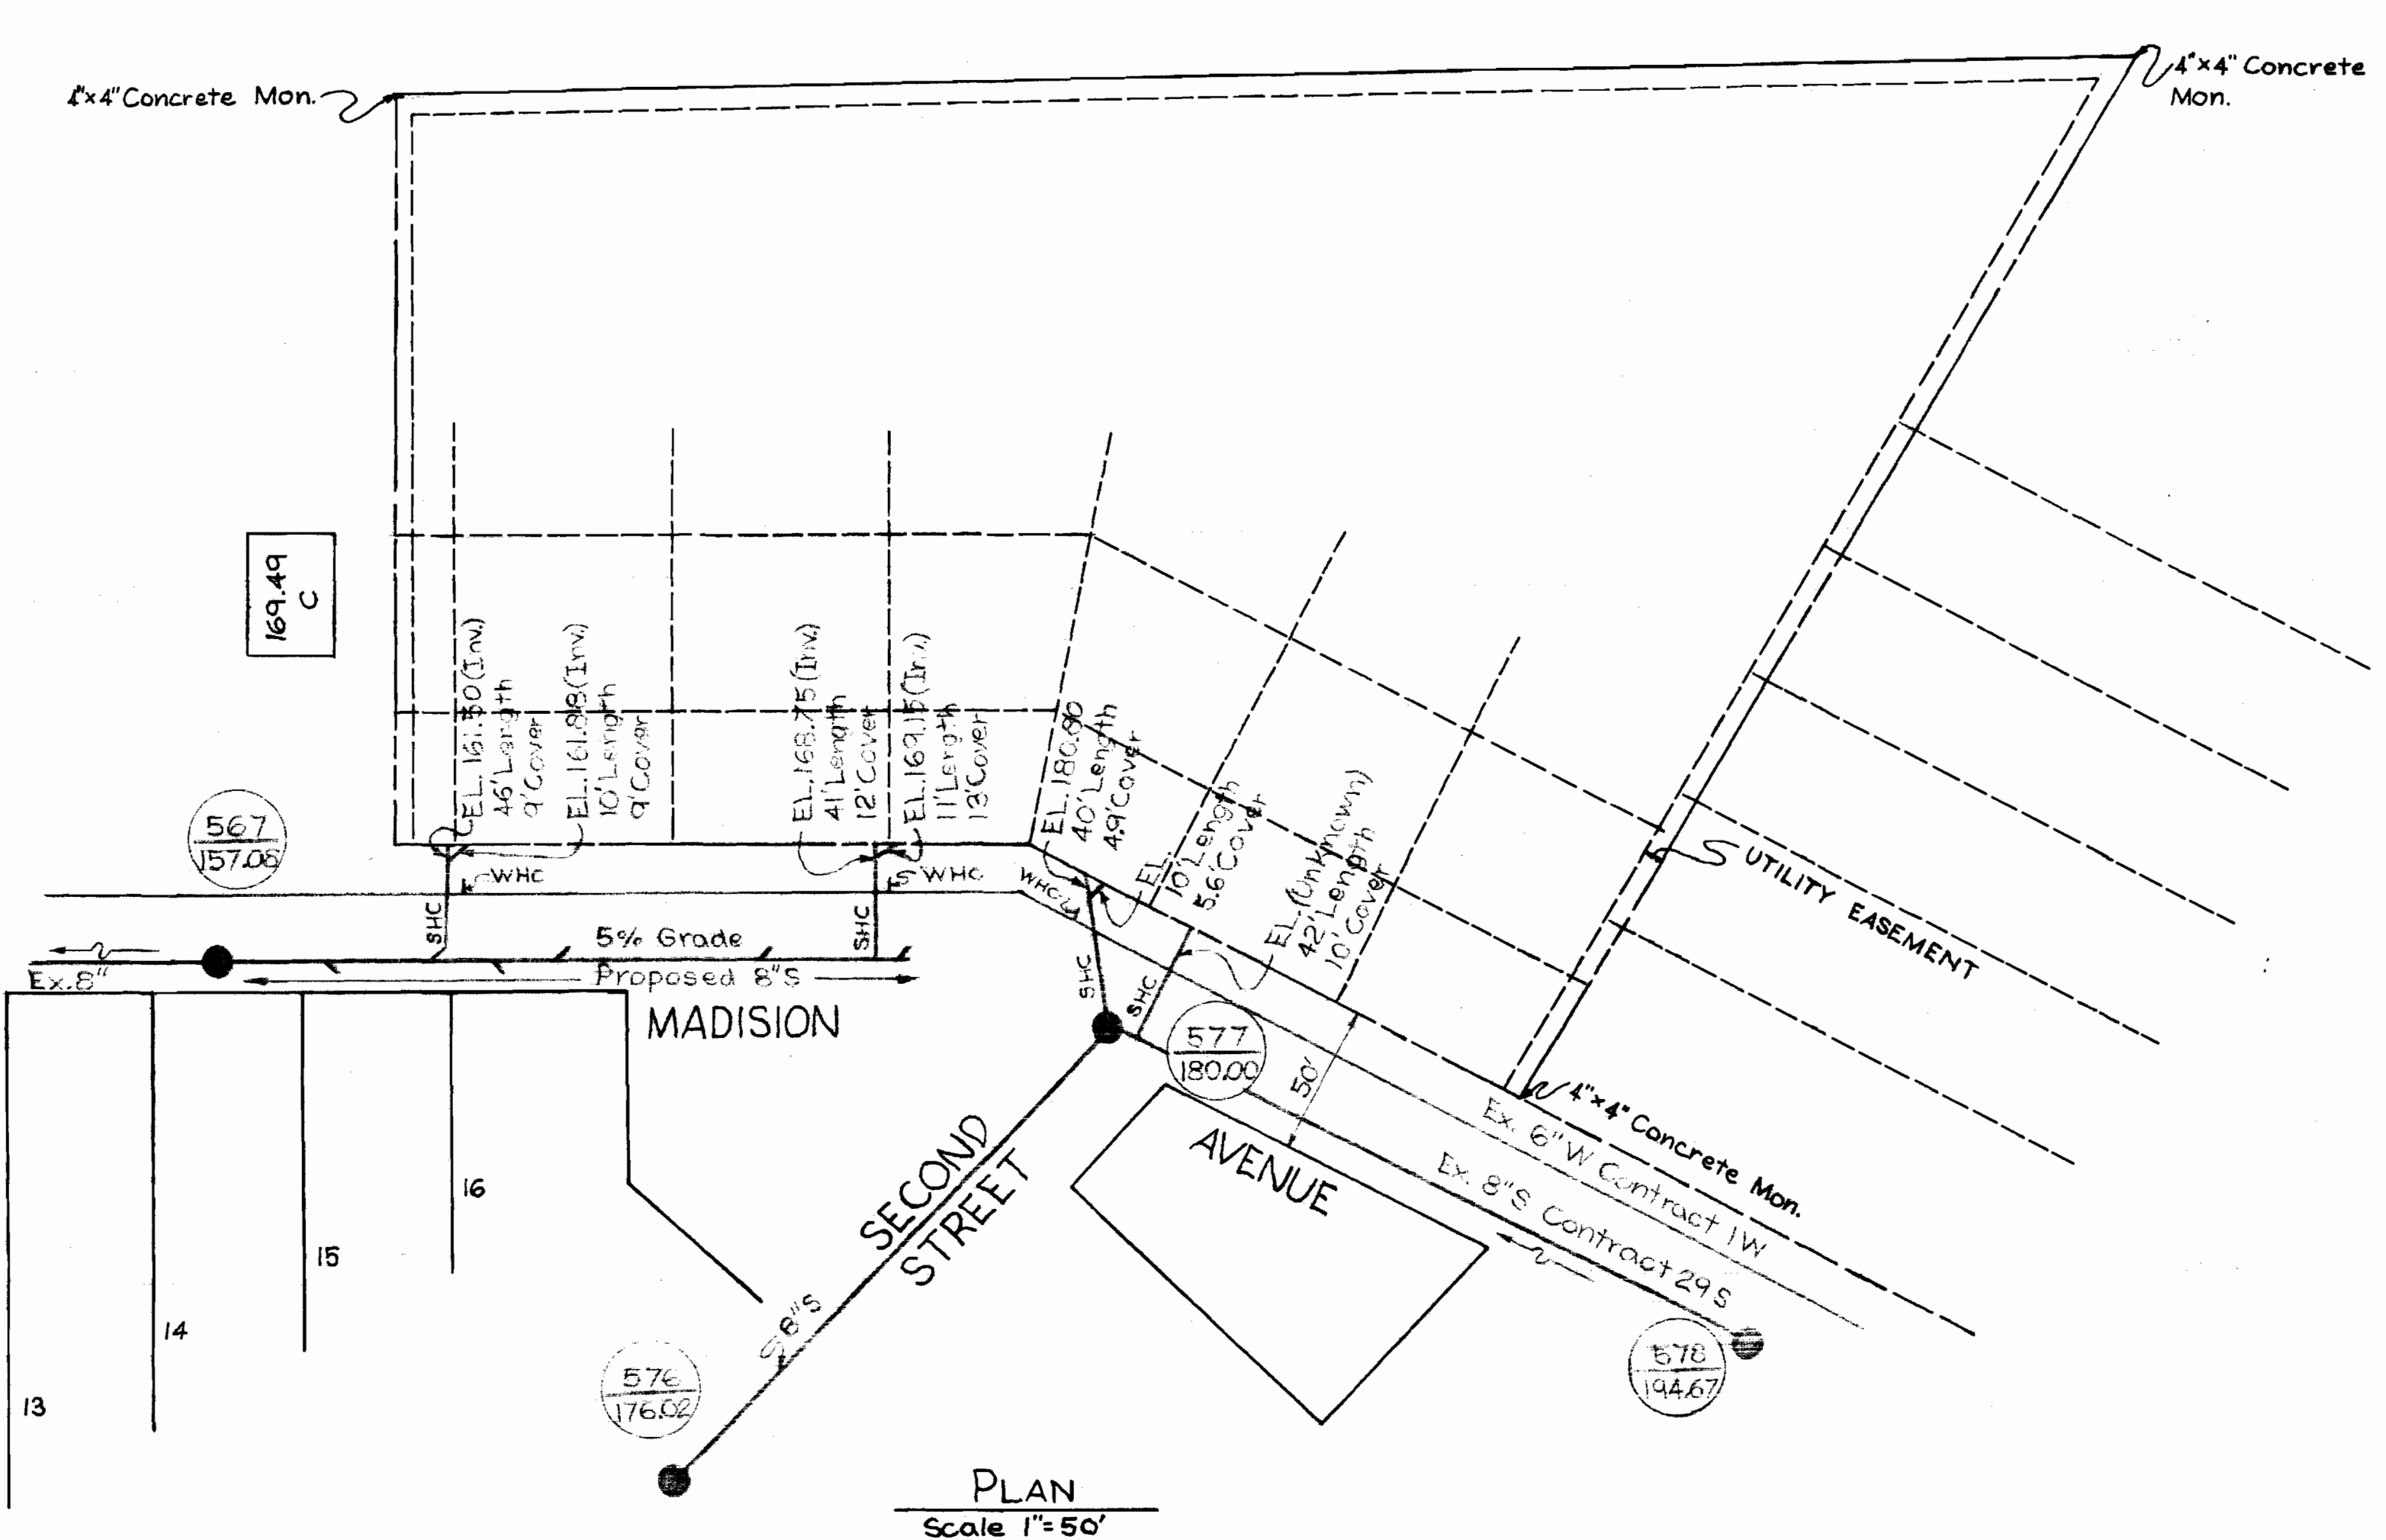 4"x4" Concrete Mon.
4"x4" Concrete
Mon.
169.49
C
EL. 161.50 (Inv.)
46' Length
9' Cover
EL. 161.88 (Inv.)
10' Length
9' Cover
EL. 168.75 (Inv.)
41' Length
12' Cover
EL. 169.15 (Inv.)
11' Length
13' Cover
EL. 180.80
40' Length
4.9' Cover
EL.
10' Length
5.6' Cover
EL. (Unknown)
42' Length
10' Cover
567
157.08
WHC
WHC
WHC
SHC
SHC
SHC
SHC
UTILITY EASEMENT
5% Grade
Ex. 8"
Proposed 8"S
MADISION
577
180.00
50'
4"x4" Concrete Mon.
Ex. 6"W Contract 1W
Ex. 8"S Contract 29S
AVENUE
SECOND
STREET
8"S
16
15
14
13
576
176.02
578
194.67
PLAN
Scale 1"=50'